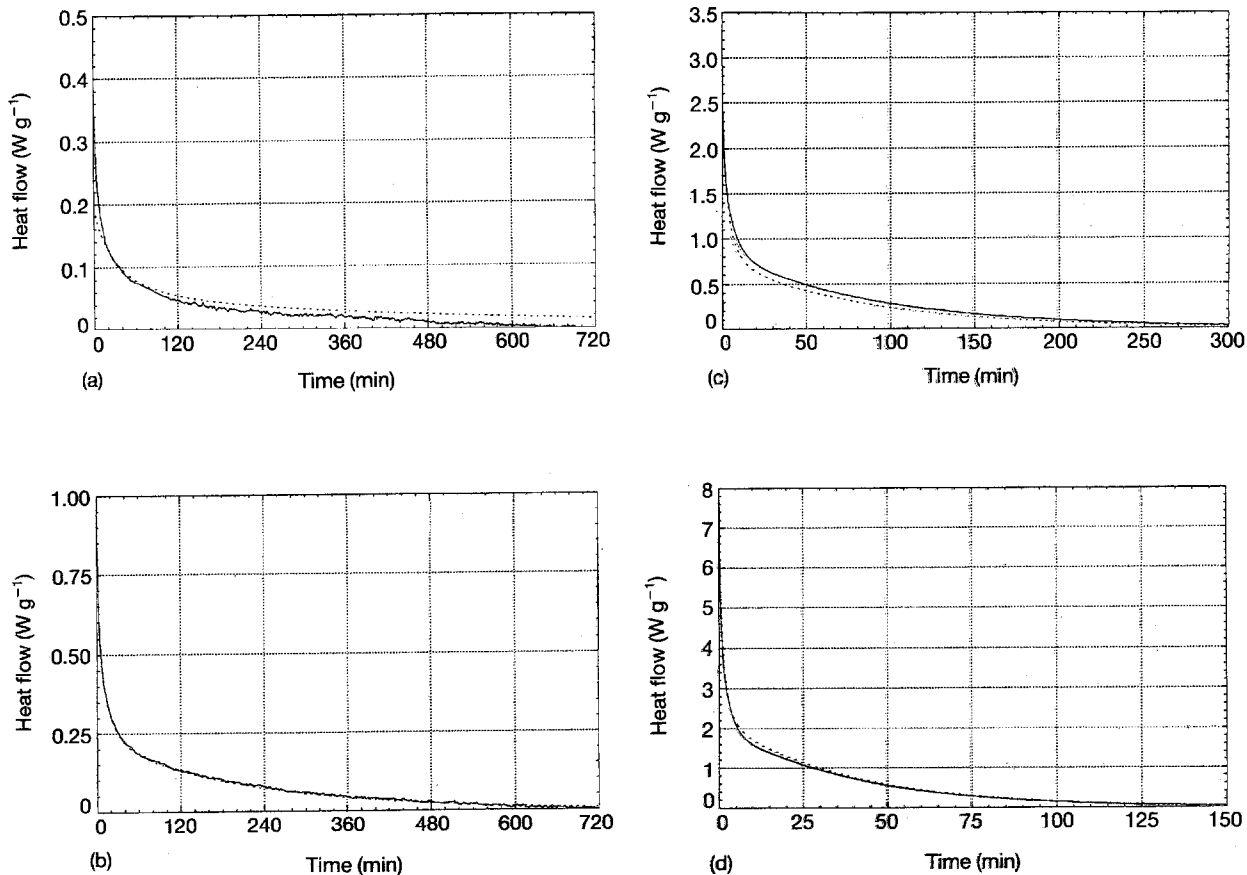 0.5
0.4
0.3
0.2
0.1
0
Heat flow (W g⁻¹)
0 120 240 360 480 600 720
(a) Time (min)
3.5
3.0
2.5
2.0
1.5
1.0
0.5
0
Heat flow (W g⁻¹)
0 50 100 150 200 250 300
(c) Time (min)
1.00
0.75
0.50
0.25
0
Heat flow (W g⁻¹)
0 120 240 360 480 600 720
(b) Time (min)
8
7
6
5
4
3
2
1
0
Heat flow (W g⁻¹)
0 25 50 75 100 125 150
(d) Time (min)